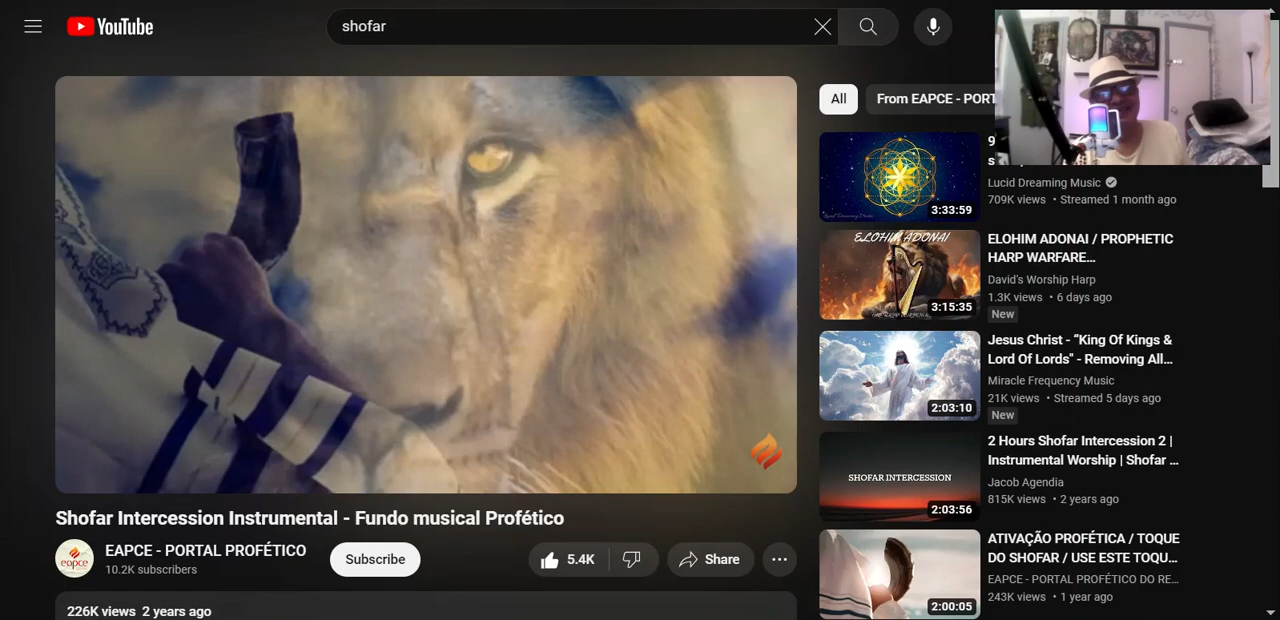 YouTube
shofar
All
From EAPCE - PORT
9
Lucid Dreaming Music
709K views • Streamed 1 month ago
3:33:59
ELOHIM ADONAI
3:15:35
ELOHIM ADONAI / PROPHETIC
HARP WARFARE...
David's Worship Harp
1.3K views • 6 days ago
New
2:03:10
Jesus Christ - "King Of Kings &
Lord Of Lords" - Removing All...
Miracle Frequency Music
21K views • Streamed 5 days ago
New
SHOFAR INTERCESSION
2:03:56
2 Hours Shofar Intercession 2 |
Instrumental Worship | Shofar ...
Jacob Agendia
815K views • 2 years ago
2:00:05
ATIVAÇÃO PROFÉTICA / TOQUE
DO SHOFAR / USE ESTE TOQU...
EAPCE - PORTAL PROFÉTICO DO RE...
243K views • 1 year ago
Shofar Intercession Instrumental - Fundo musical Profético
eapce
EAPCE - PORTAL PROFÉTICO
10.2K subscribers
Subscribe
5.4K
Share
226K views 2 years ago